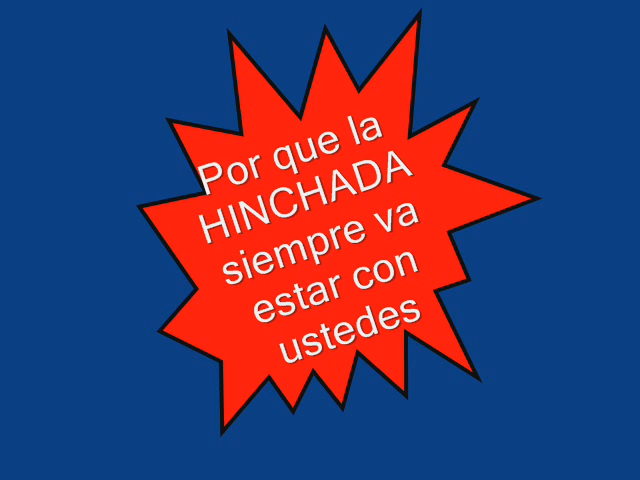 Por que la
HINCHADA
siempre va
estar con
ustedes